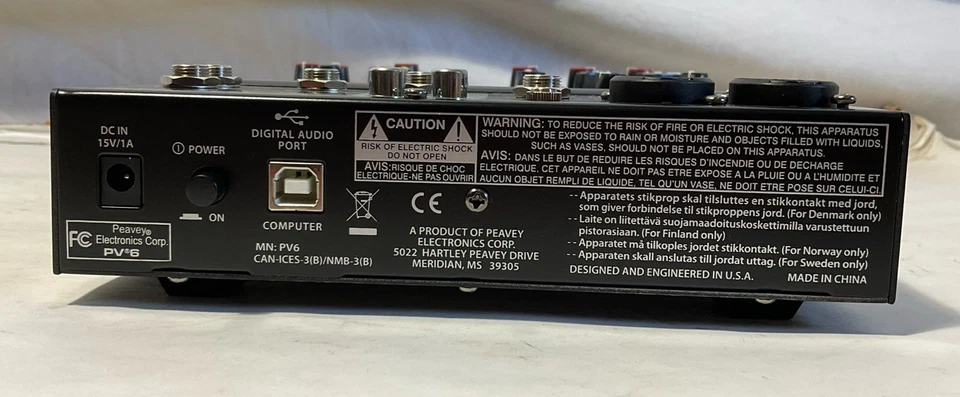 DC IN
15V/1A
POWER
ON
DIGITAL AUDIO
PORT
COMPUTER
CAUTION
RISK OF ELECTRIC SHOCK
DO NOT OPEN
AVIS: RISQUE DE CHOC
ELECTRIQUE-NE PAS OUVRIR
WARNING: TO REDUCE THE RISK OF FIRE OR ELECTRIC SHOCK, THIS APPARATUS
SHOULD NOT BE EXPOSED TO RAIN OR MOISTURE AND OBJECTS FILLED WITH LIQUIDS,
SUCH AS VASES, SHOULD NOT BE PLACED ON THIS APPARATUS.
AVIS: DANS LE BUT DE REDUIRE LES RISQUES D'INCENDIE OU DE DECHARGE
ELECTRIQUE, CET APPAREIL NE DOIT PAS ETRE EXPOSE A LA PLUIE OU A L'HUMIDITE ET
AUCUN OBJET REMPLI DE LIQUIDE, TEL QU'UN VASE, NE DOIT ETRE POSE SUR CELUI-CI.
FC Peavey®
Electronics Corp.
PV®6
MN: PV6
CAN-ICES-3(B)/NMB-3(B)
CE
A PRODUCT OF PEAVEY
ELECTRONICS CORP.
5022 HARTLEY PEAVEY DRIVE
MERIDIAN, MS 39305
-- Apparatets stikprop skal tilsluttes en stikkontakt med jord,
som giver forbindelse til stikproppens jord. (For Denmark only)
-- Laite on liitettävä suojamaadoituskoskettimilla varustettuun
pistorasiaan. (For Finland only)
-- Apparatet må tilkoples jordet stikkontakt. (For Norway only)
-- Apparaten skall anslutas till jordat uttag. (For Sweden only)
DESIGNED AND ENGINEERED IN U.S.A. MADE IN CHINA